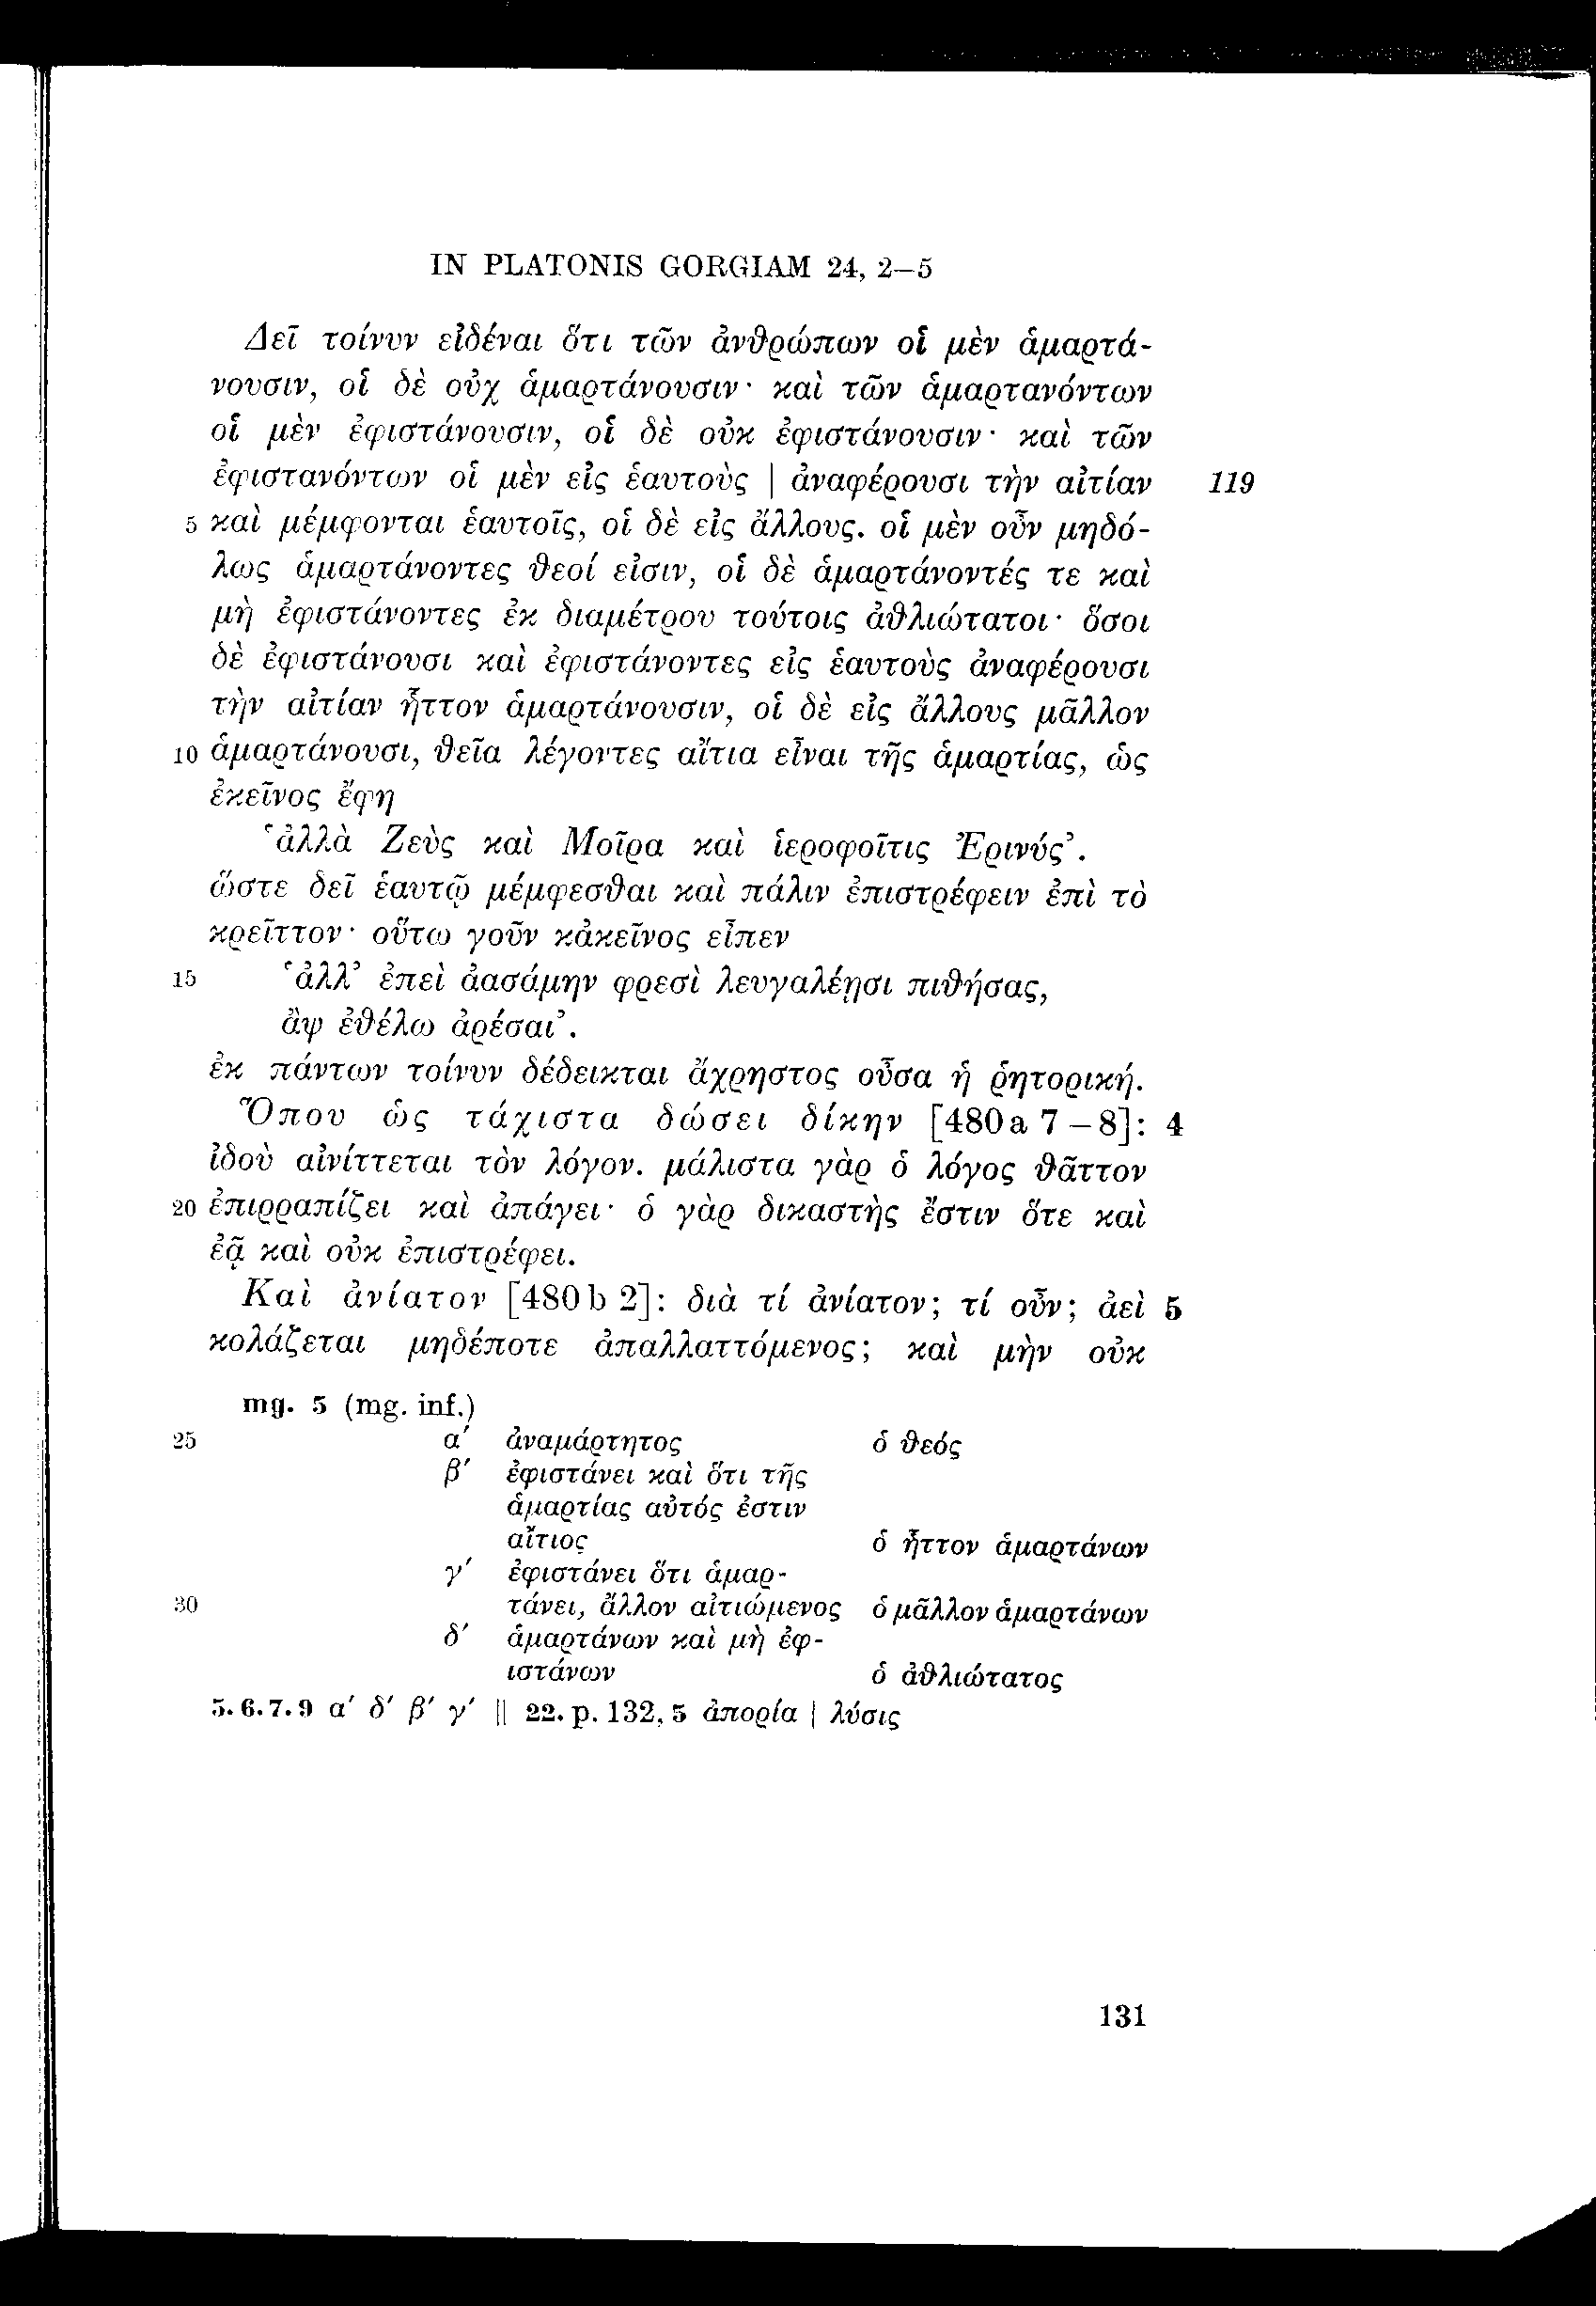 IN PLATONIS GORGIAM 24, 2–5
Δεῖ τοίνυν εἰδέναι ὅτι τῶν ἀνθρώπων οἱ μὲν ἁμαρτά-
νουσιν, οἱ δὲ οὐχ ἁμαρτάνουσιν· καὶ τῶν ἁμαρτανόντων
οἱ μὲν ἐφιστάνουσιν, οἱ δὲ οὐκ ἐφιστάνουσιν· καὶ τῶν
ἐφιστανόντων οἱ μὲν εἰς ἑαυτοὺς | ἀναφέρουσι τὴν αἰτίαν 119
5 καὶ μέμφονται ἑαυτοῖς, οἱ δὲ εἰς ἄλλους. οἱ μὲν οὖν μηδό-
λως ἁμαρτάνοντες θεοί εἰσιν, οἱ δὲ ἁμαρτάνοντές τε καὶ
μὴ ἐφιστάνοντες ἐκ διαμέτρου τούτοις ἀθλιώτατοι· ὅσοι
δὲ ἐφιστάνουσι καὶ ἐφιστάνοντες εἰς ἑαυτοὺς ἀναφέρουσι
τὴν αἰτίαν ἧττον ἁμαρτάνουσιν, οἱ δὲ εἰς ἄλλους μᾶλλον
10 ἁμαρτάνουσι, θεῖα λέγοντες αἴτια εἶναι τῆς ἁμαρτίας, ὡς
ἐκεῖνος ἔφη
‘ἀλλὰ Ζεὺς καὶ Μοῖρα καὶ ἱεροφοῖτις Ἐρινύς’.
ὥστε δεῖ ἑαυτῷ μέμφεσθαι καὶ πάλιν ἐπιστρέφειν ἐπὶ τὸ
κρεῖττον· οὕτω γοῦν κἀκεῖνος εἶπεν
15 ‘ἀλλ’ ἐπεὶ ἀασάμην φρεσὶ λευγαλέῃσι πιθήσας,
ἂψ ἐθέλω ἀρέσαι’.
ἐκ πάντων τοίνυν δέδεικται ἄχρηστος οὖσα ἡ ῥητορική.
Ὅπου ὡς τάχιστα δώσει δίκην [480a 7–8]: 4
ἰδοὺ αἰνίττεται τὸν λόγον. μάλιστα γὰρ ὁ λόγος θᾶττον
20 ἐπιρραπίζει καὶ ἀπάγει· ὁ γὰρ δικαστὴς ἔστιν ὅτε καὶ
ἐᾷ καὶ οὐκ ἐπιστρέφει.
Καὶ ἀνίατον [480b 2]: διὰ τί ἀνίατον; τί οὖν; ἀεὶ 5
κολάζεται μηδέποτε ἀπαλλαττόμενος; καὶ μὴν οὐκ
mg. 5 (mg. inf.)
25 α′ ἀναμάρτητος ὁ θεός
β′ ἐφιστάνει καὶ ὅτι τῆς
ἁμαρτίας αὐτός ἐστιν
αἴτιος ὁ ἧττον ἁμαρτάνων
γ′ ἐφιστάνει ὅτι ἁμαρ-
30 τάνει, ἄλλον αἰτιώμενος ὁ μᾶλλον ἁμαρτάνων
δ′ ἁμαρτάνων καὶ μὴ ἐφ-
ιστάνων ὁ ἀθλιώτατος
5. 6. 7. 9 α′ δ′ β′ γ′ || 22. p. 132, 5 ἀπορία | λύσις
131